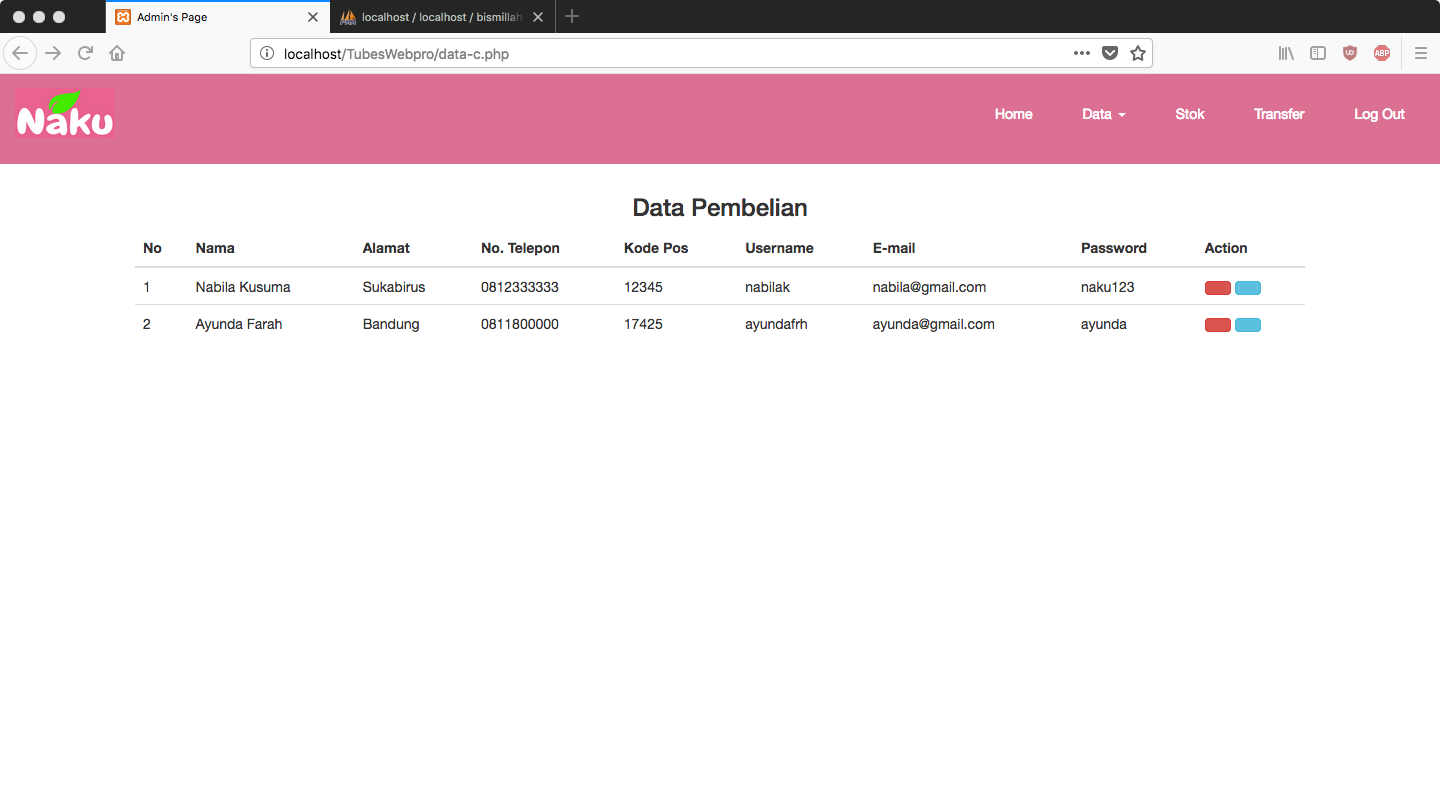 Admin's Page
localhost / localhost / bismillah
localhost/TubesWebpro/data-c.php
UO
ABP
Naku
Home Data Stok Transfer Log Out
Data Pembelian
No Nama Alamat No. Telepon Kode Pos Username E-mail Password Action
1 Nabila Kusuma Sukabirus 0812333333 12345 nabilak nabila@gmail.com naku123
2 Ayunda Farah Bandung 0811800000 17425 ayundafrh ayunda@gmail.com ayunda